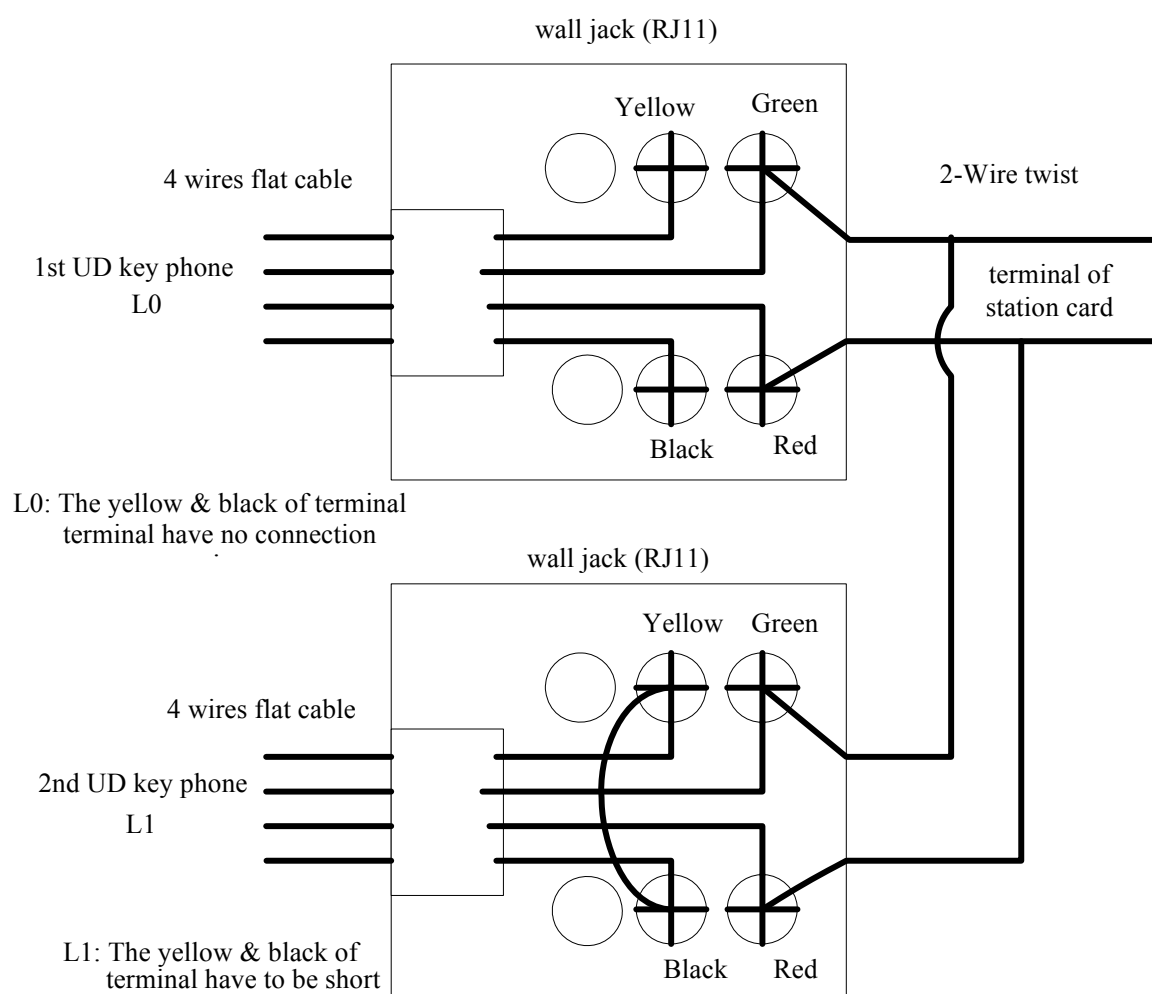 wall jack (RJ11)
Yellow
Green
4 wires flat cable
2-Wire twist
1st UD key phone
L0
terminal of
station card
Black
Red
L0: The yellow & black of terminal
terminal have no connection
wall jack (RJ11)
Yellow
Green
4 wires flat cable
2nd UD key phone
L1
L1: The yellow & black of
terminal have to be short
Black
Red